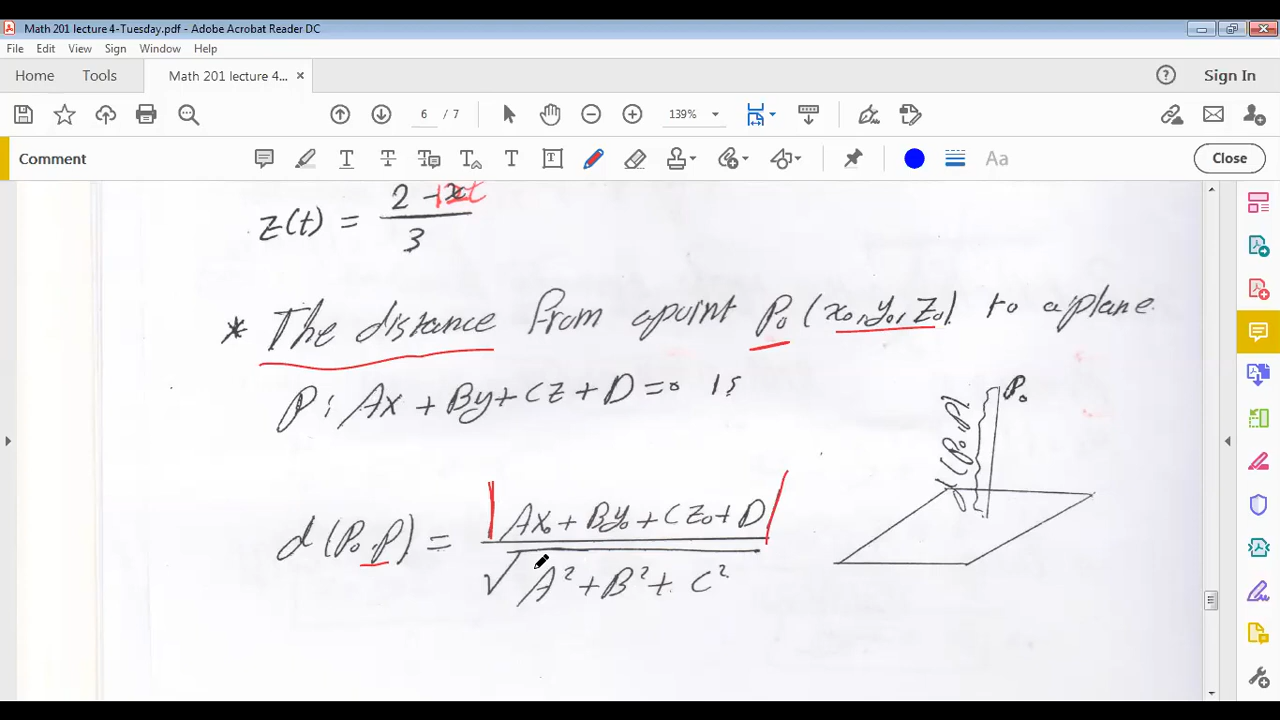 Math 201 lecture 4-Tuesday.pdf - Adobe Acrobat Reader DC
File Edit View Sign Window Help
Home Tools Math 201 lecture 4... × Sign In
6 / 7 139%
Comment Aa Close
z(t) = (2 - 12t)/3
* The distance from a point P₀ (x₀, y₀, z₀) to a plane
P: Ax + By + Cz + D = 0 is
P₀
d(P₀,P)
d(P₀,P) = |Ax₀ + By₀ + Cz₀ + D| / √(A² + B² + C²)